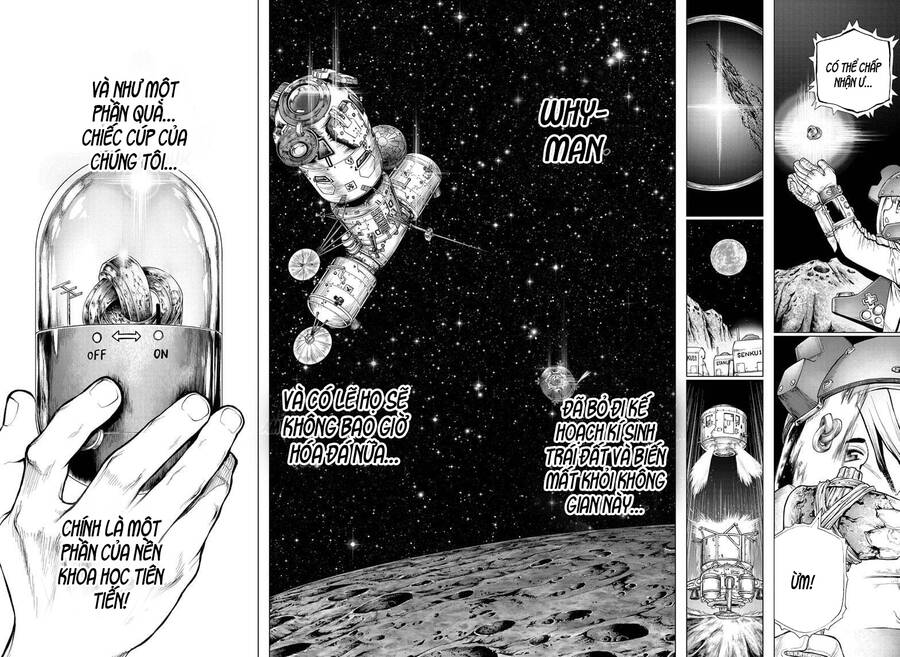 CÓ THỂ CHẤP
NHẬN Ư...
SENKU1
ỪM!
WHY-
MAN
ĐÃ BỎ ĐI KẾ
HOẠCH KÍ SINH
TRÁI ĐẤT VÀ BIẾN
MẤT KHỎI KHÔNG
GIAN NÀY...
VÀ CÓ LẼ HỌ SẼ
KHÔNG BAO GIỜ
HÓA ĐÁ NỮA...
VÀ NHƯ MỘT
PHẦN QUÀ...
CHIẾC CÚP CỦA
CHÚNG TÔI...
OFF
ON
CHÍNH LÀ MỘT
PHẦN CỦA NỀN
KHOA HỌC TIÊN
TIẾN!